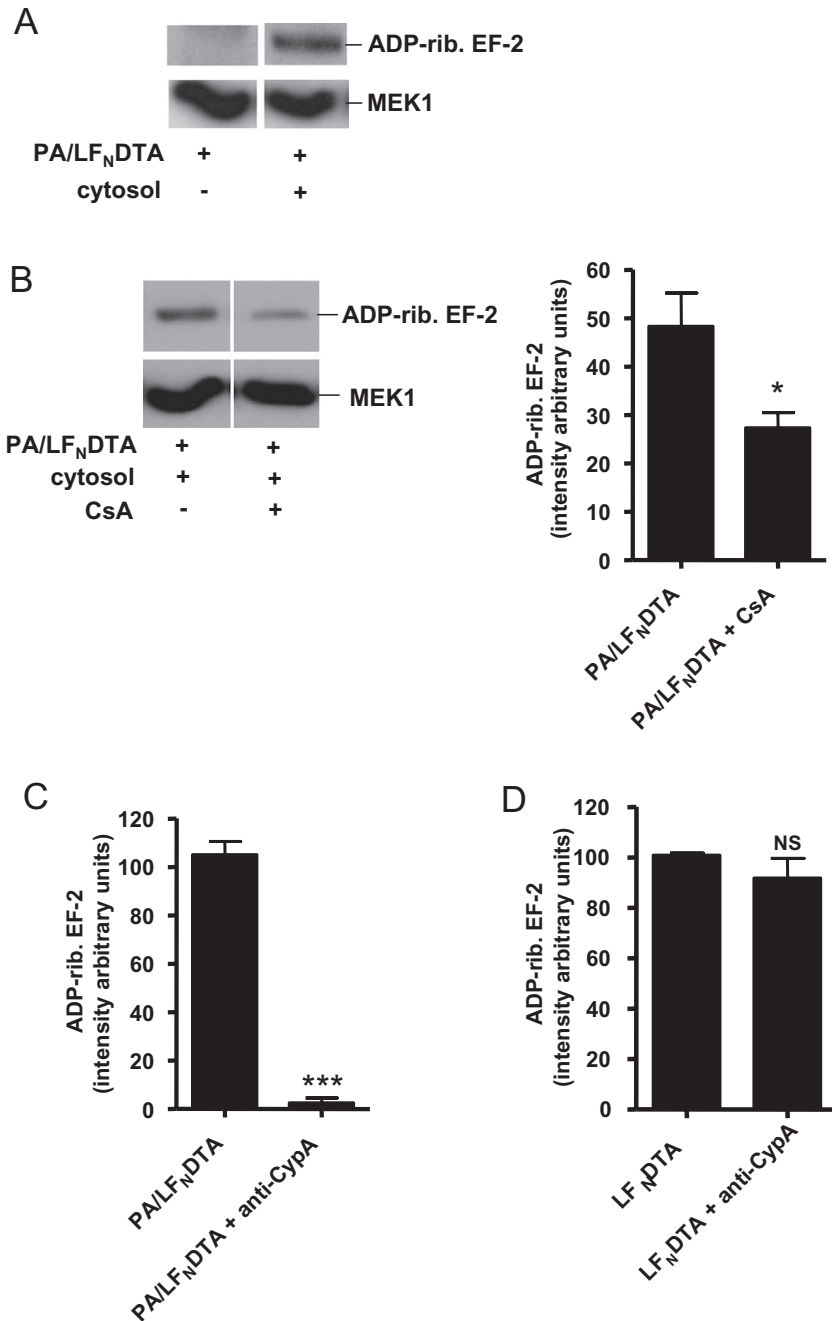 A
ADP-rib. EF-2
MEK1
PA/LFNDTA + +
cytosol - +
B
ADP-rib. EF-2
MEK1
PA/LFNDTA + +
cytosol + +
CsA - +
ADP-rib. EF-2
(intensity arbitrary units)
60
50
40
30
20
10
0
*
PA/LFNDTA
PA/LFNDTA + CsA
C
ADP-rib. EF-2
(intensity arbitrary units)
120
100
80
60
40
20
0
***
PA/LFNDTA
PA/LFNDTA + anti-CypA
D
ADP-rib. EF-2
(intensity arbitrary units)
120
100
80
60
40
20
0
NS
LFNDTA
LFNDTA + anti-CypA